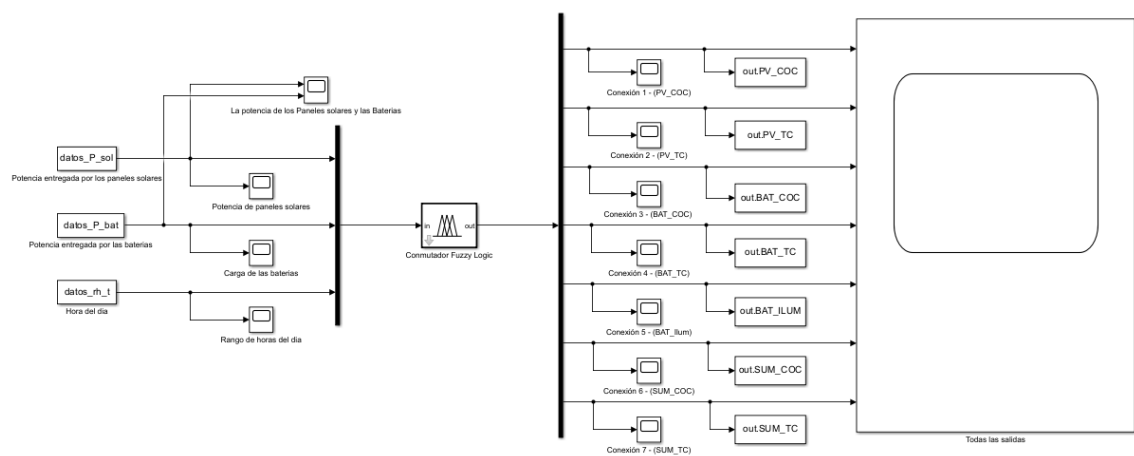 La potencia de los Paneles solares y las Baterias
datos_P_sol
Potencia entregada por los paneles solares
Potencia de paneles solares
datos_P_bat
Potencia entregada por las baterias
Carga de las baterias
datos_rh_t
Hora del dia
Rango de horas del dia
in
out
Conmutador Fuzzy Logic
Conexión 1 - (PV_COC)
out.PV_COC
Conexión 2 - (PV_TC)
out.PV_TC
Conexión 3 - (BAT_COC)
out.BAT_COC
Conexión 4 - (BAT_TC)
out.BAT_TC
Conexión 5 - (BAT_Ilum)
out.BAT_ILUM
Conexión 6 - (SUM_COC)
out.SUM_COC
Conexión 7 - (SUM_TC)
out.SUM_TC
Todas las salidas